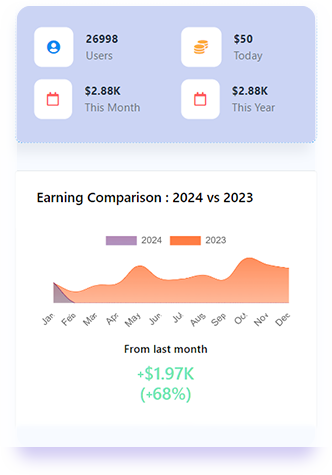 26998
Users
$50
Today
$2.88K
This Month
$2.88K
This Year
Earning Comparison : 2024 vs 2023
2024 2023
Jan Feb Mar Apr May Jun Jul Aug Sep Oct Nov Dec
From last month
+$1.97K
(+68%)